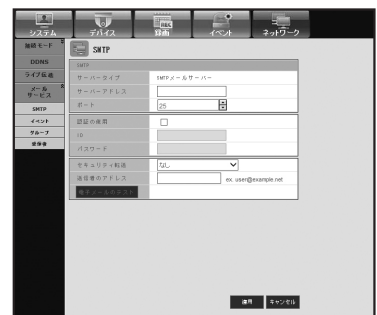 システム
デバイス
REC
録画
イベント
ネットワーク
接続モード
DDNS
ライブ伝送
メール
サービス
SMTP
イベント
グループ
受信者
SMTP
SMTP
サーバータイプ
SMTPメールサーバー
サーバーアドレス
ポート
25
認証の使用
ID
パスワード
セキュリティ転送
なし
送信者のアドレス
ex. user@example.net
電子メールのテスト
適用
キャンセル